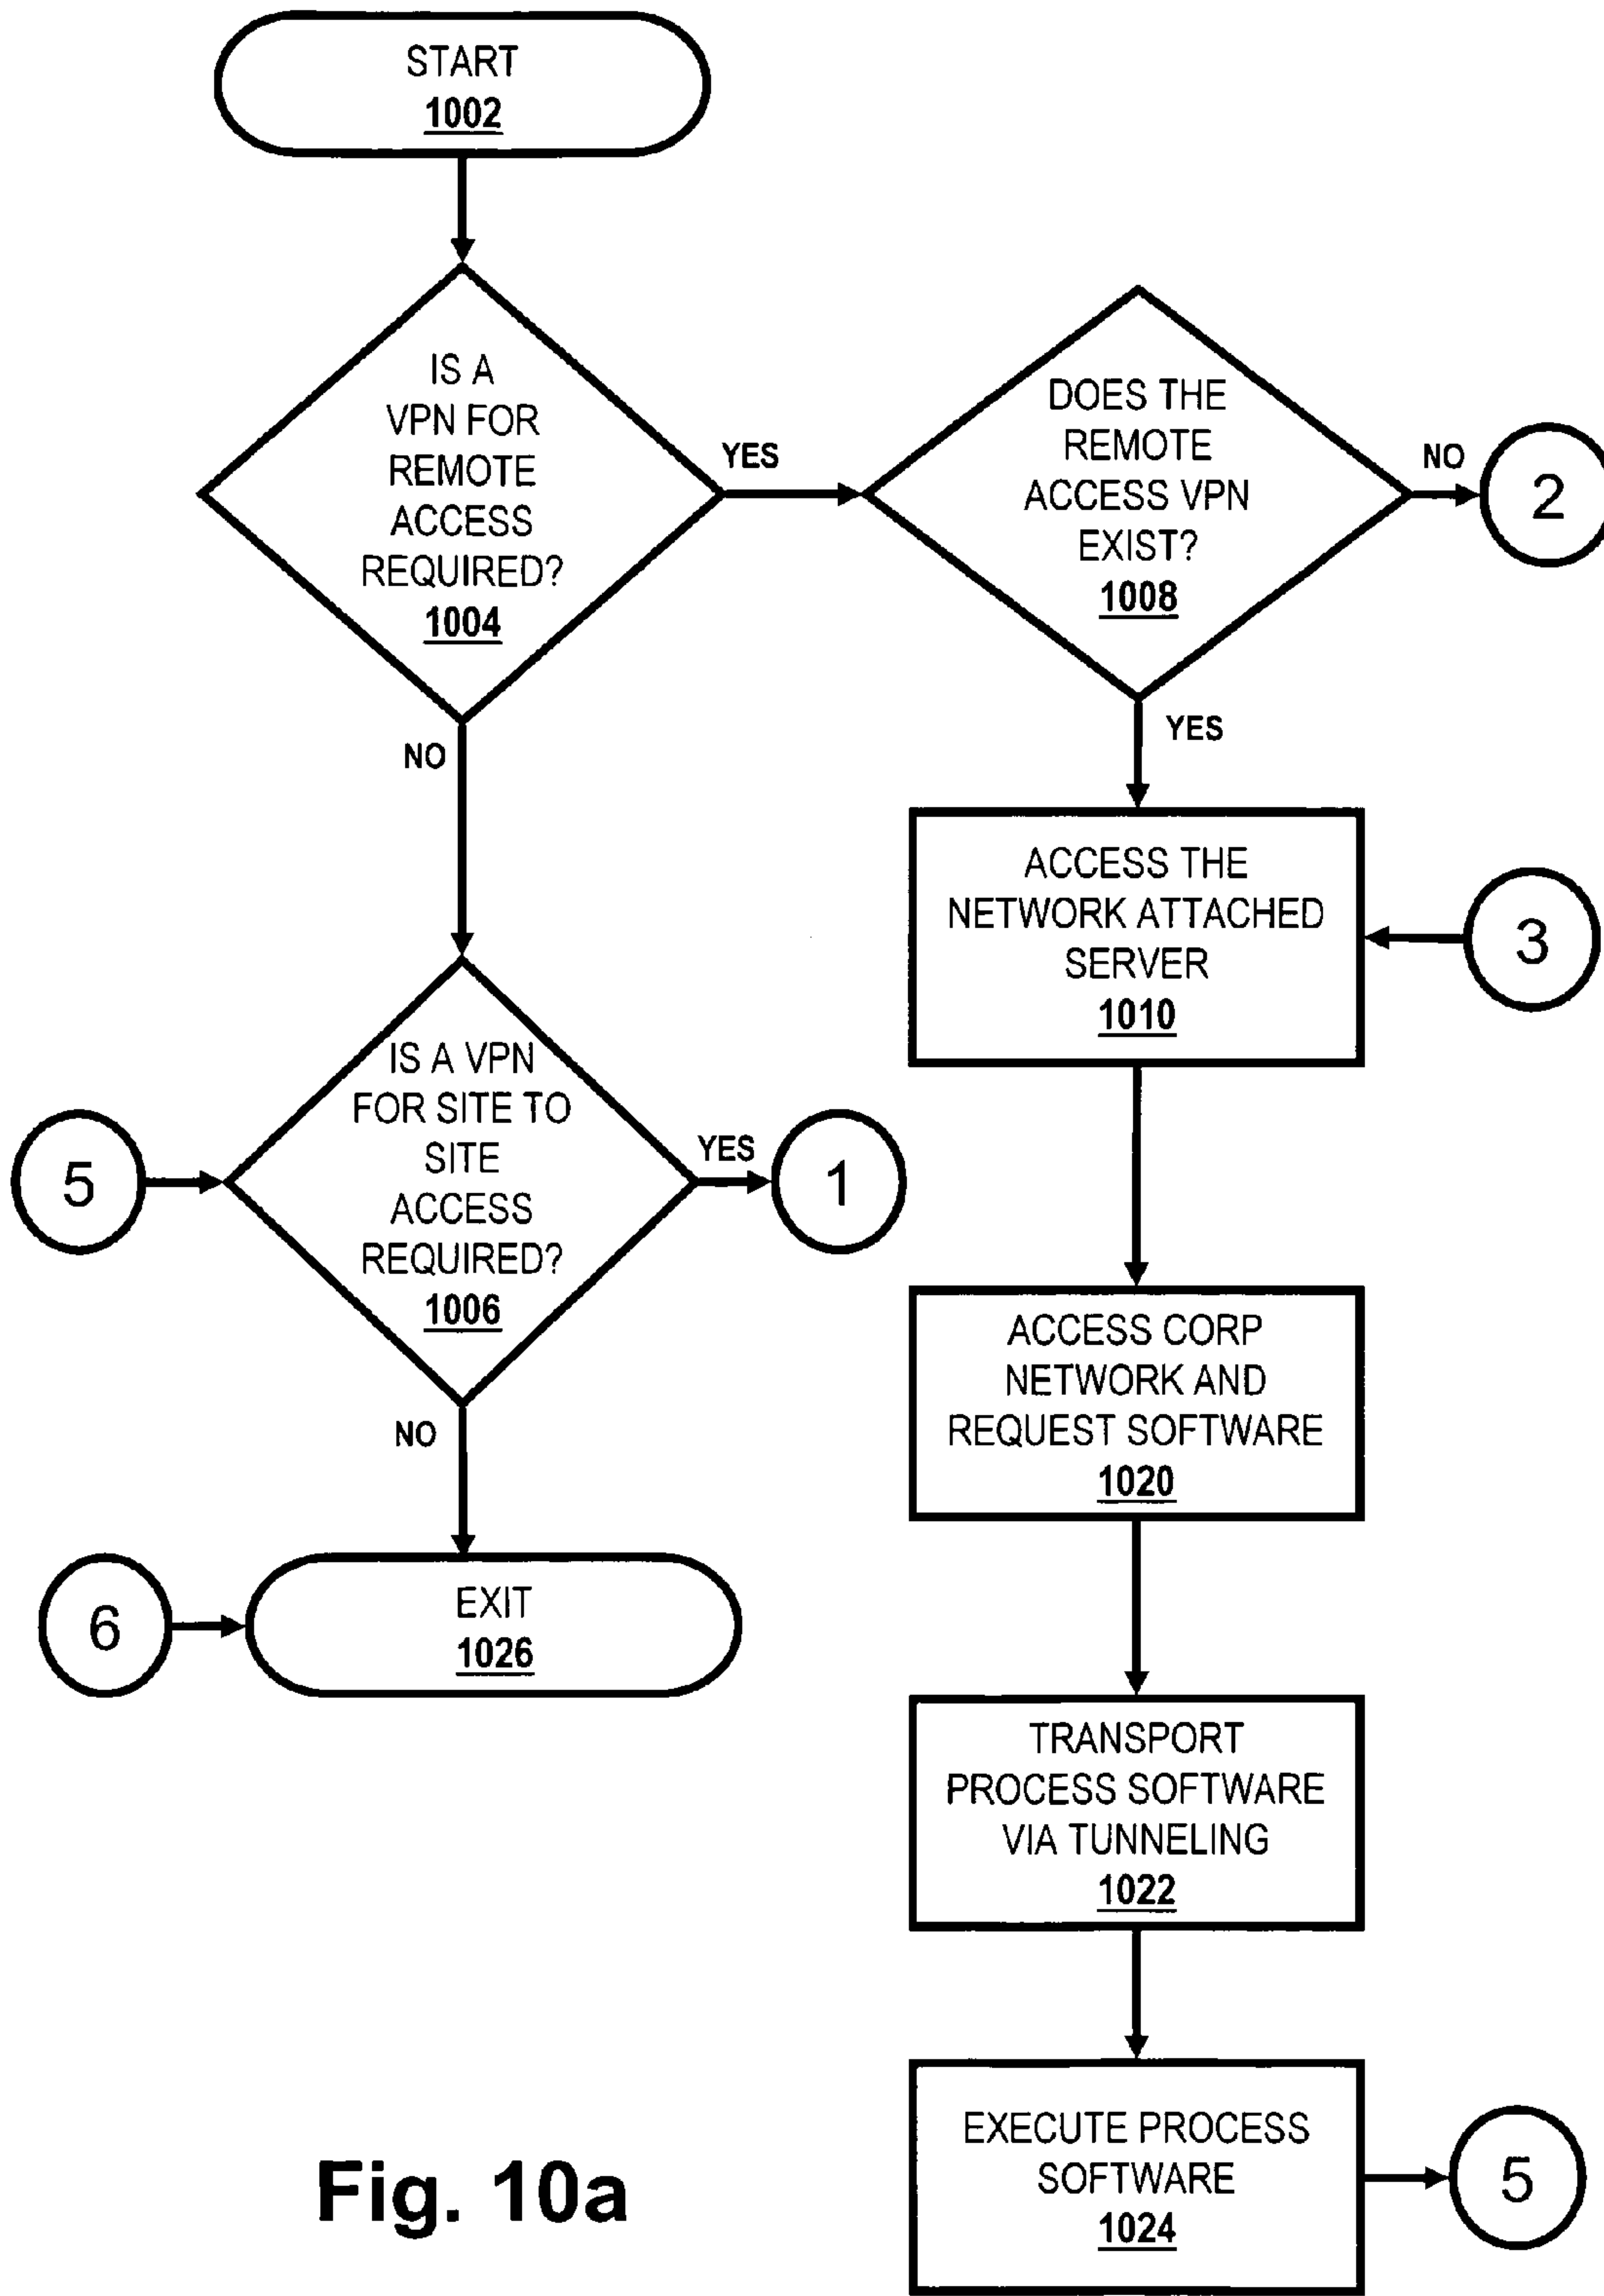 START
1002
IS A
VPN FOR
REMOTE
ACCESS
REQUIRED?
1004
YES
NO
DOES THE
REMOTE
ACCESS VPN
EXIST?
1008
NO
2
YES
ACCESS THE
NETWORK ATTACHED
SERVER
1010
3
5
IS A VPN
FOR SITE TO
SITE
ACCESS
REQUIRED?
1006
YES
1
NO
ACCESS CORP
NETWORK AND
REQUEST SOFTWARE
1020
6
EXIT
1026
TRANSPORT
PROCESS SOFTWARE
VIA TUNNELING
1022
EXECUTE PROCESS
SOFTWARE
1024
5
Fig. 10a